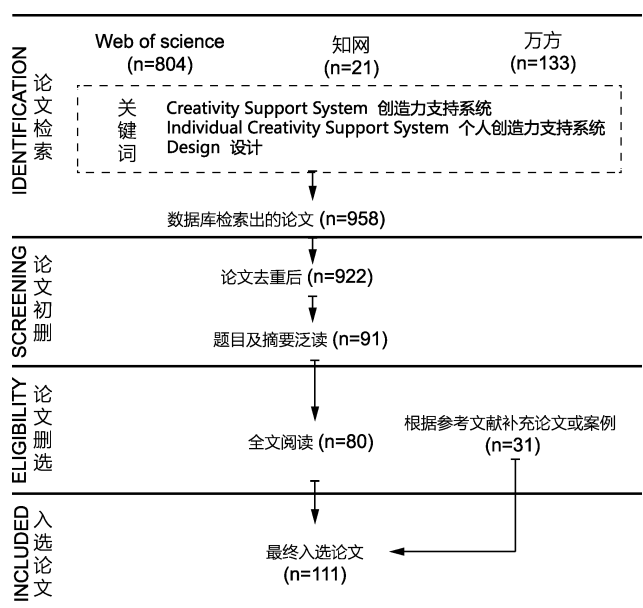 IDENTIFICATION
论文检索
Web of science
(n=804)
知网
(n=21)
万方
(n=133)
关键词
Creativity Support System 创造力支持系统
Individual Creativity Support System 个人创造力支持系统
Design 设计
数据库检索出的论文 (n=958)
SCREENING
论文初删
论文去重后 (n=922)
题目及摘要泛读 (n=91)
ELIGIBILITY
论文删选
全文阅读 (n=80)
根据参考文献补充论文或案例
(n=31)
INCLUDED
入选论文
最终入选论文
(n=111)